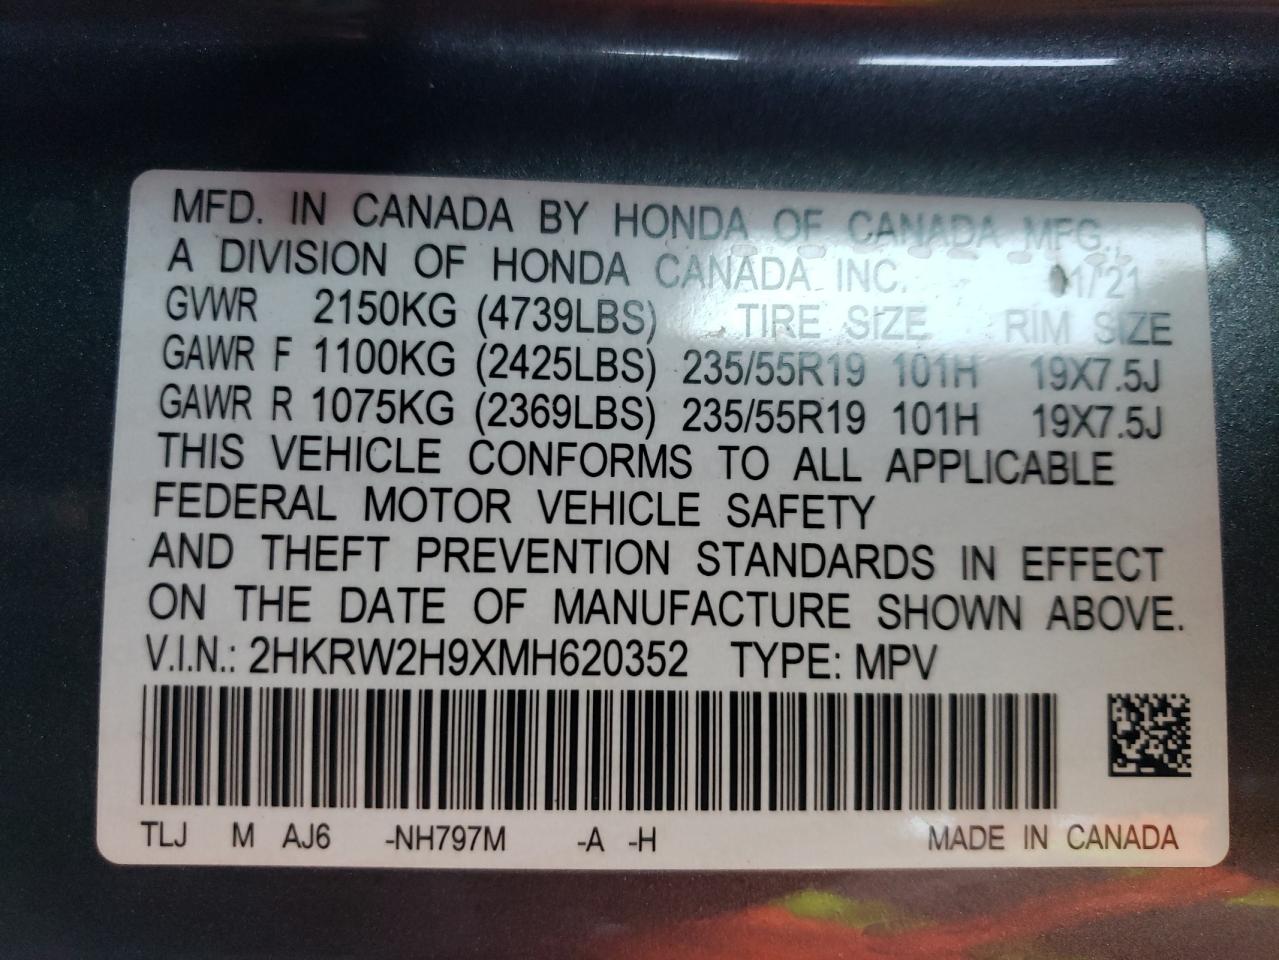 MFD. IN CANADA BY HONDA OF CANADA MFG.,
A DIVISION OF HONDA CANADA INC. 01/21
GVWR 2150KG (4739LBS) TIRE SIZE RIM SIZE
GAWR F 1100KG (2425LBS) 235/55R19 101H 19X7.5J
GAWR R 1075KG (2369LBS) 235/55R19 101H 19X7.5J
THIS VEHICLE CONFORMS TO ALL APPLICABLE
FEDERAL MOTOR VEHICLE SAFETY
AND THEFT PREVENTION STANDARDS IN EFFECT
ON THE DATE OF MANUFACTURE SHOWN ABOVE.
V.I.N.: 2HKRW2H9XMH620352 TYPE: MPV
TLJ M AJ6 -NH797M -A -H MADE IN CANADA